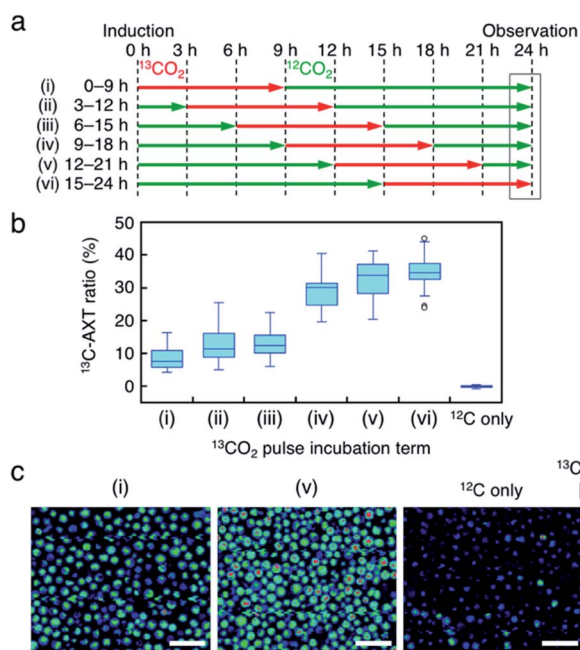 a
Induction Observation
0 h 3 h 6 h 9 h 12 h 15 h 18 h 21 h 24 h
¹³CO₂ ¹²CO₂
(i) 0–9 h
(ii) 3–12 h
(iii) 6–15 h
(iv) 9–18 h
(v) 12–21 h
(vi) 15–24 h
b
¹³C-AXT ratio (%)
50
40
30
20
10
0
(i) (ii) (iii) (iv) (v) (vi) ¹²C only
¹³CO₂ pulse incubation term
c
(i) (v) ¹²C only ¹³C